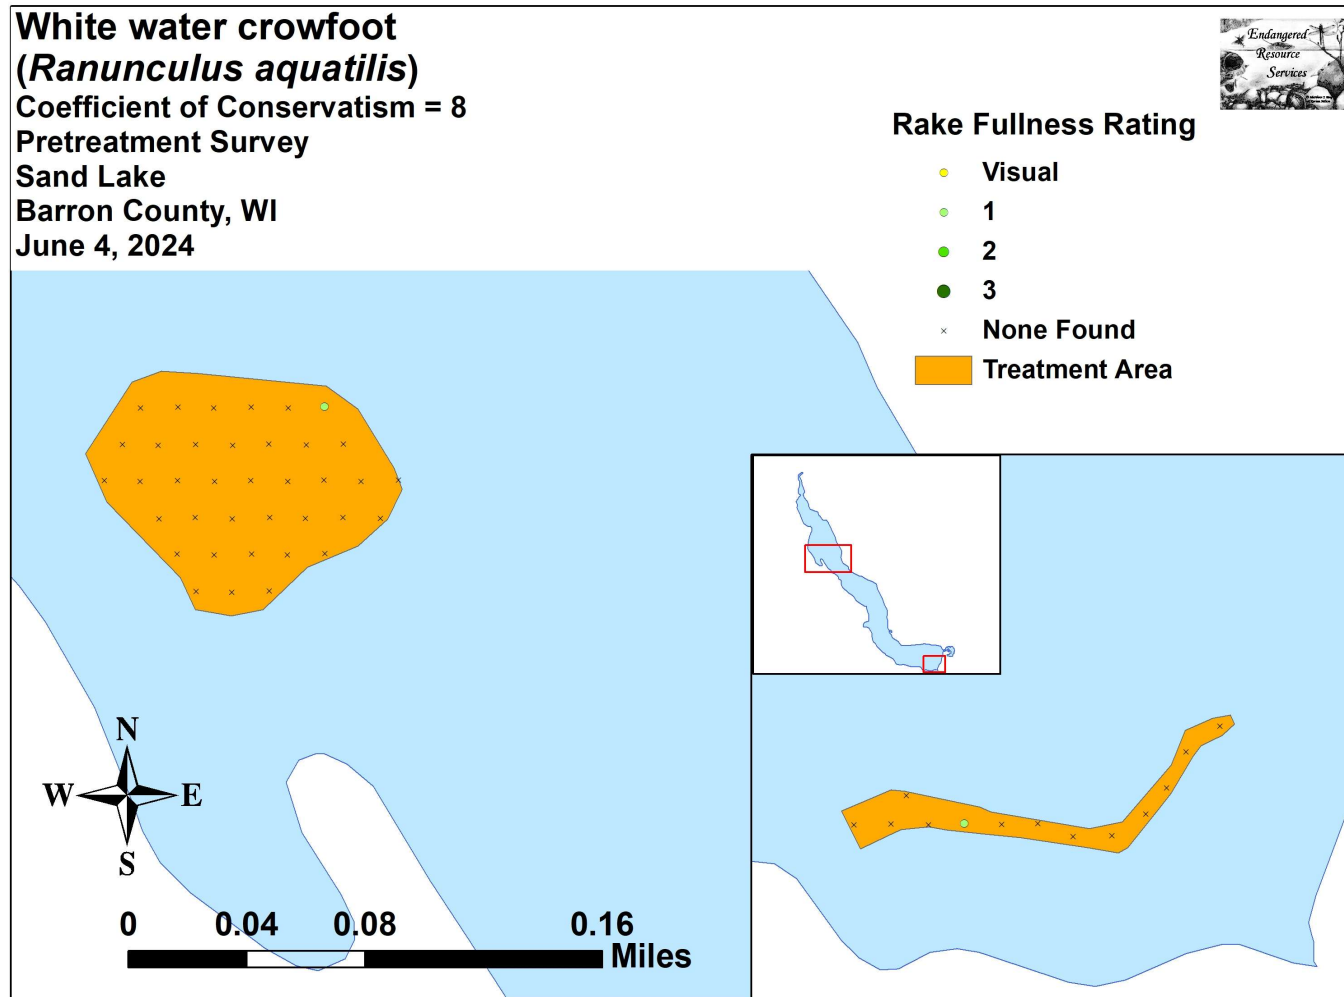 White water crowfoot
(Ranunculus aquatilis)
Coefficient of Conservatism = 8
Pretreatment Survey
Sand Lake
Barron County, WI
June 4, 2024
Endangered
Resource
Services
Rake Fullness Rating
Visual
1
2
3
None Found
Treatment Area
N
W E
S
0 0.04 0.08 0.16
Miles